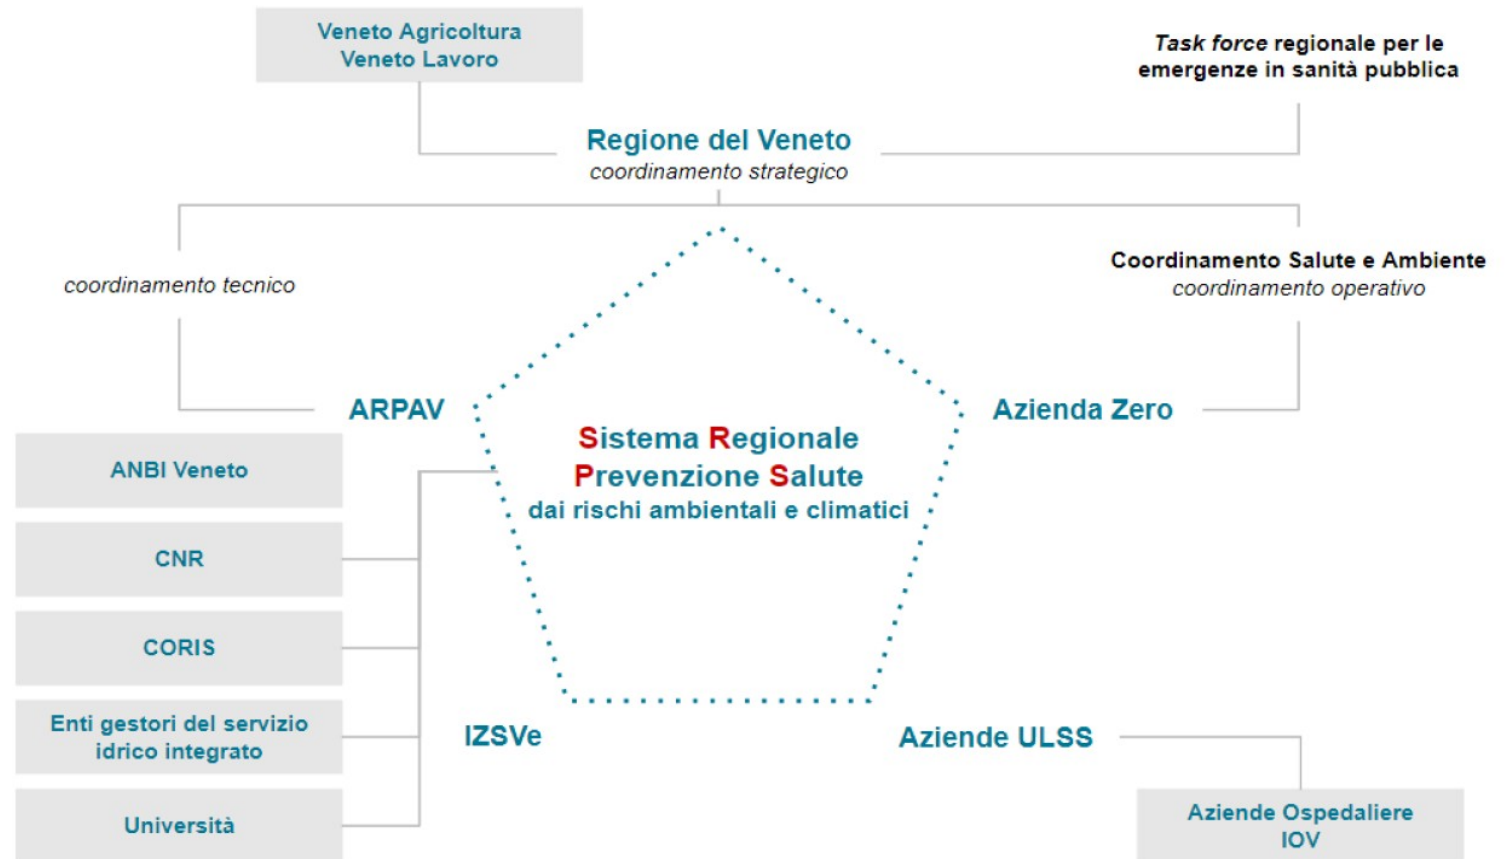 Veneto Agricoltura
Veneto Lavoro
Task force regionale per le
emergenze in sanità pubblica
Regione del Veneto
coordinamento strategico
coordinamento tecnico
Coordinamento Salute e Ambiente
coordinamento operativo
ARPAV
Azienda Zero
Sistema Regionale
Prevenzione Salute
dai rischi ambientali e climatici
ANBI Veneto
CNR
CORIS
Enti gestori del servizio
idrico integrato
Università
IZSVe
Aziende ULSS
Aziende Ospedaliere
IOV